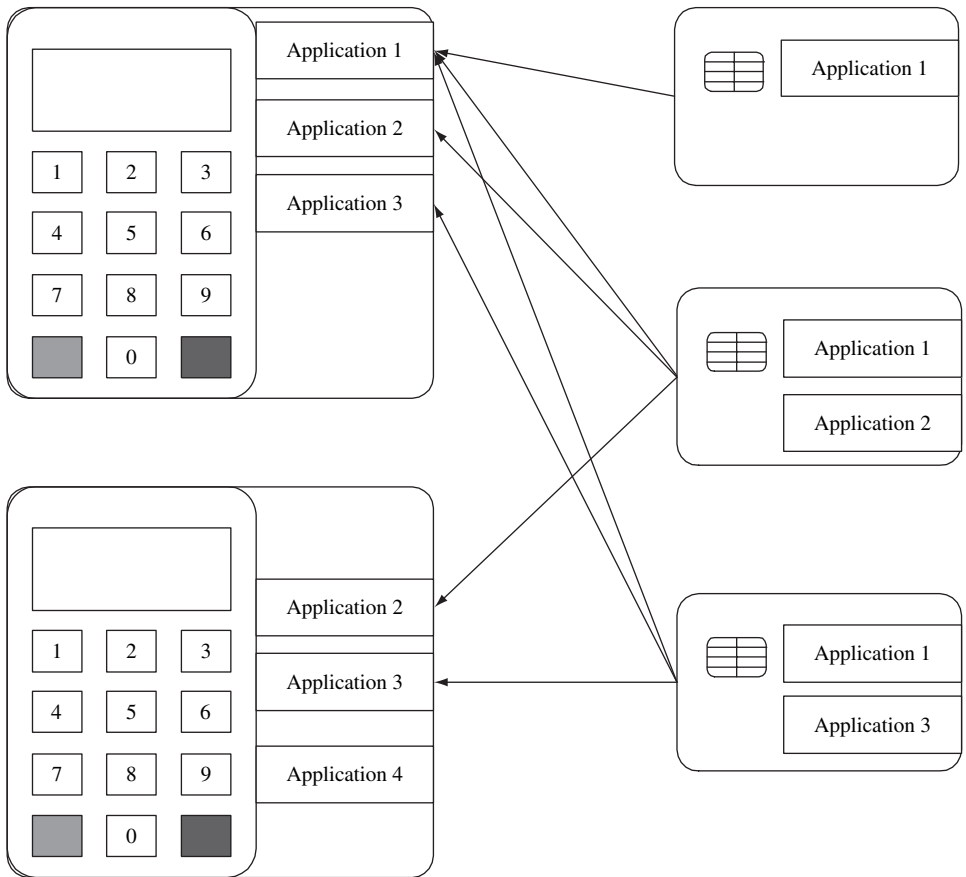 Application 1
Application 2
Application 3
1 2 3
4 5 6
7 8 9
0
Application 1
Application 1
Application 2
Application 2
Application 3
Application 4
1 2 3
4 5 6
7 8 9
0
Application 1
Application 3